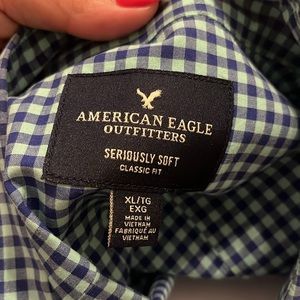 AMERICAN EAGLE
OUTFITTERS
SERIOUSLY SOFT
CLASSIC FIT
XL/TG
EXG
MADE IN
VIETNAM
FABRIQUÉ AU
VIETNAM